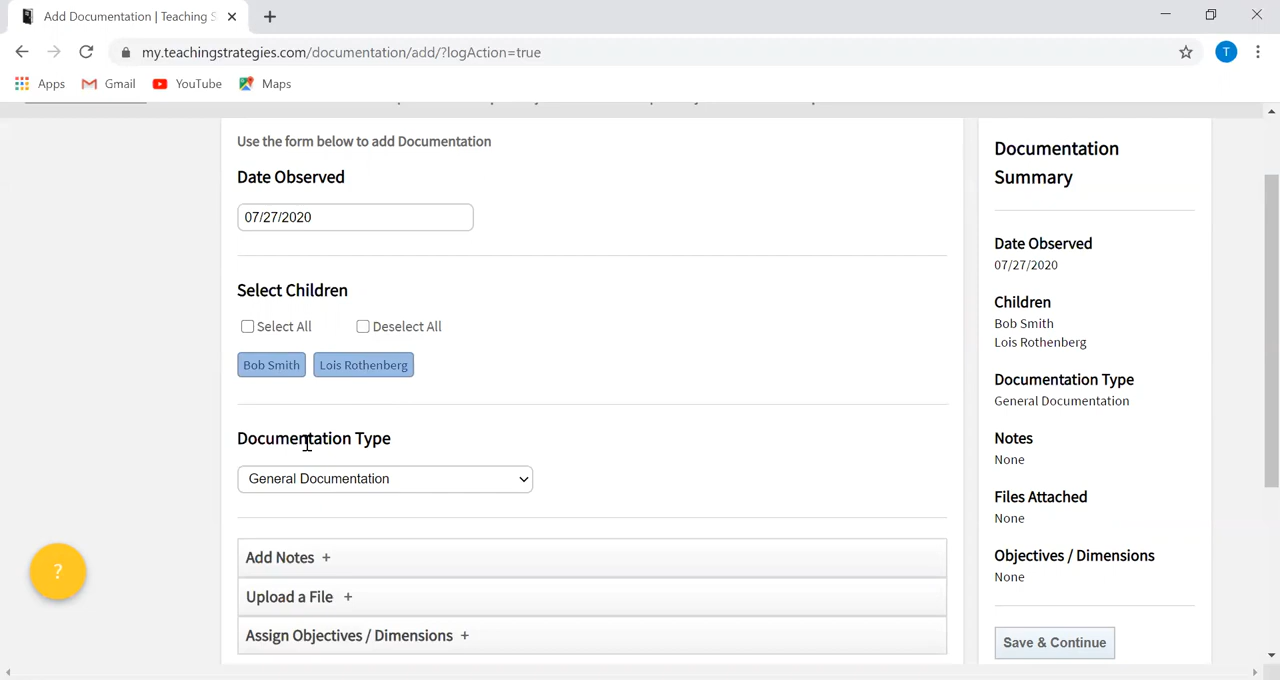 Add Documentation | Teaching S
my.teachingstrategies.com/documentation/add/?logAction=true
T
Apps
Gmail
YouTube
Maps
Use the form below to add Documentation
Date Observed
07/27/2020
Select Children
Select All
Deselect All
Bob Smith
Lois Rothenberg
Documentation Type
General Documentation
Add Notes +
Upload a File +
Assign Objectives / Dimensions +
?
Documentation
Summary
Date Observed
07/27/2020
Children
Bob Smith
Lois Rothenberg
Documentation Type
General Documentation
Notes
None
Files Attached
None
Objectives / Dimensions
None
Save & Continue